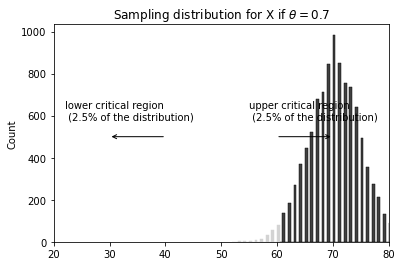 Sampling distribution for X if θ = 0.7
1000
800
600
400
200
0
Count
lower critical region
(2.5% of the distribution)
upper critical region
(2.5% of the distribution)
20 30 40 50 60 70 80